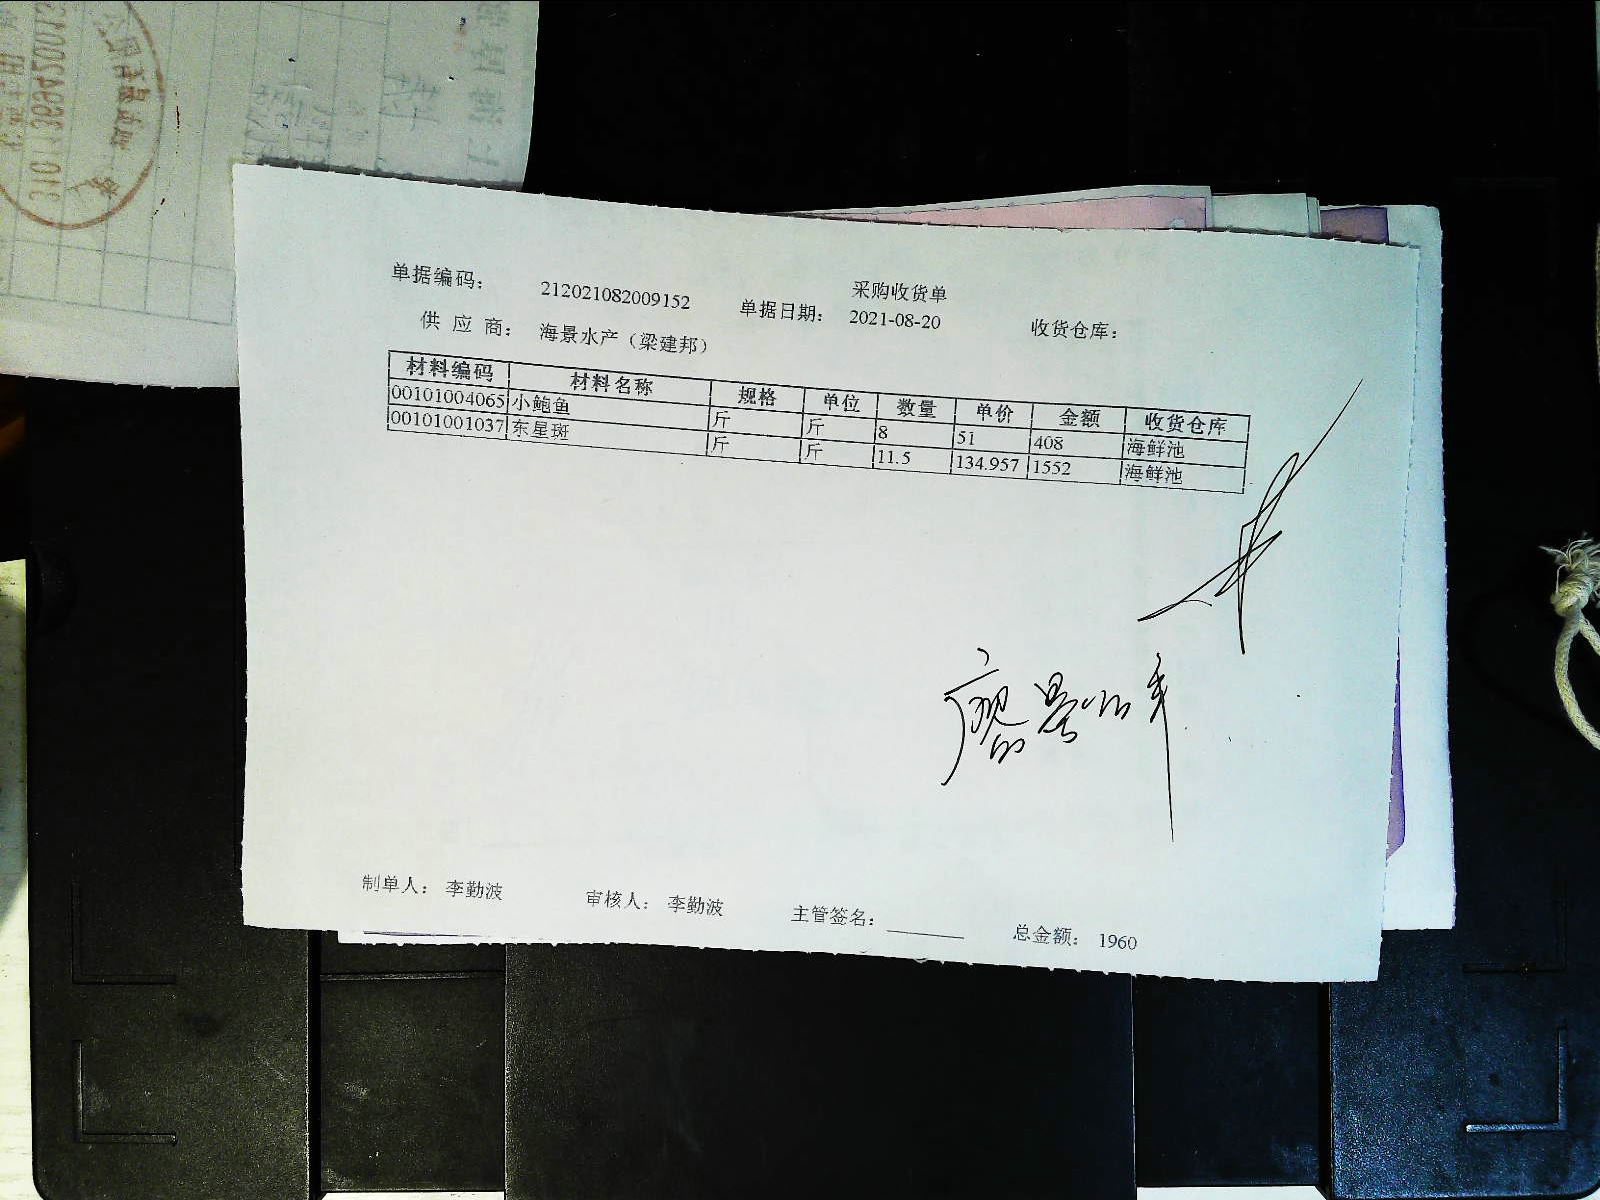 采购收货单
单据编码： 212021082009152 单据日期： 2021-08-20 收货仓库：
供 应 商： 海景水产（梁建邦）
材料编码 材料名称 规格 单位 数量 单价 金额 收货仓库
00101004065 小鲍鱼 斤 斤 8 51 408 海鲜池
00101001037 东星斑 斤 斤 11.5 134.957 1552 海鲜池
制单人： 李勤波 审核人： 李勤波 主管签名： 总金额： 1960